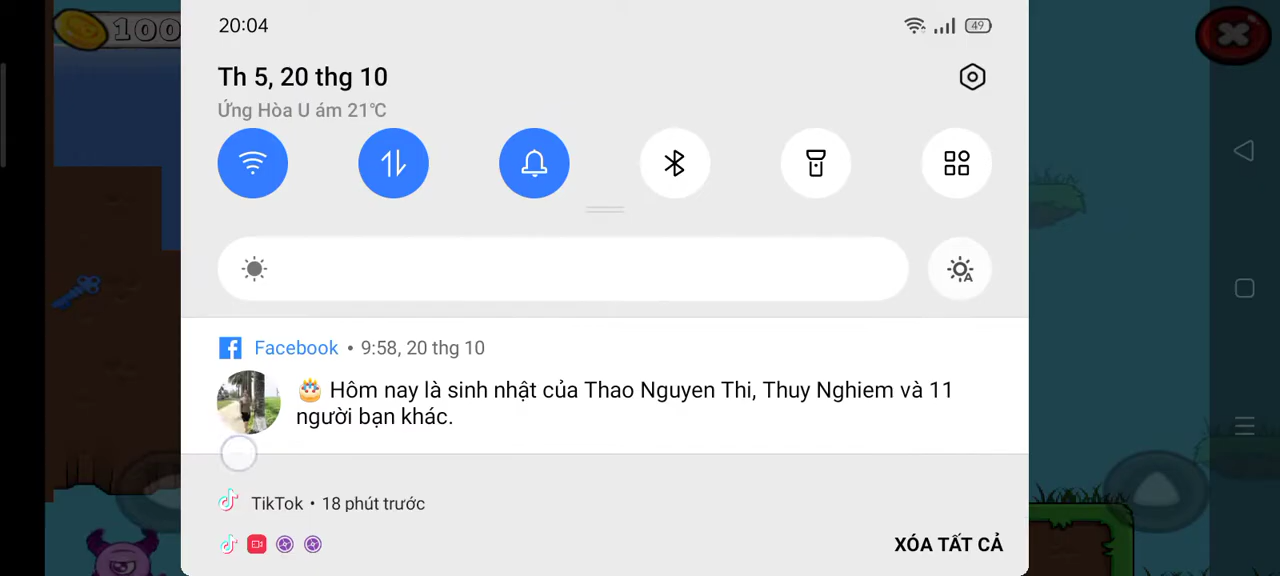 100
20:04
49
Th 5, 20 thg 10
Ứng Hòa U ám 21℃
Facebook • 9:58, 20 thg 10
🎂 Hôm nay là sinh nhật của Thao Nguyen Thi, Thuy Nghiem và 11
người bạn khác.
TikTok • 18 phút trước
XÓA TẤT CẢ